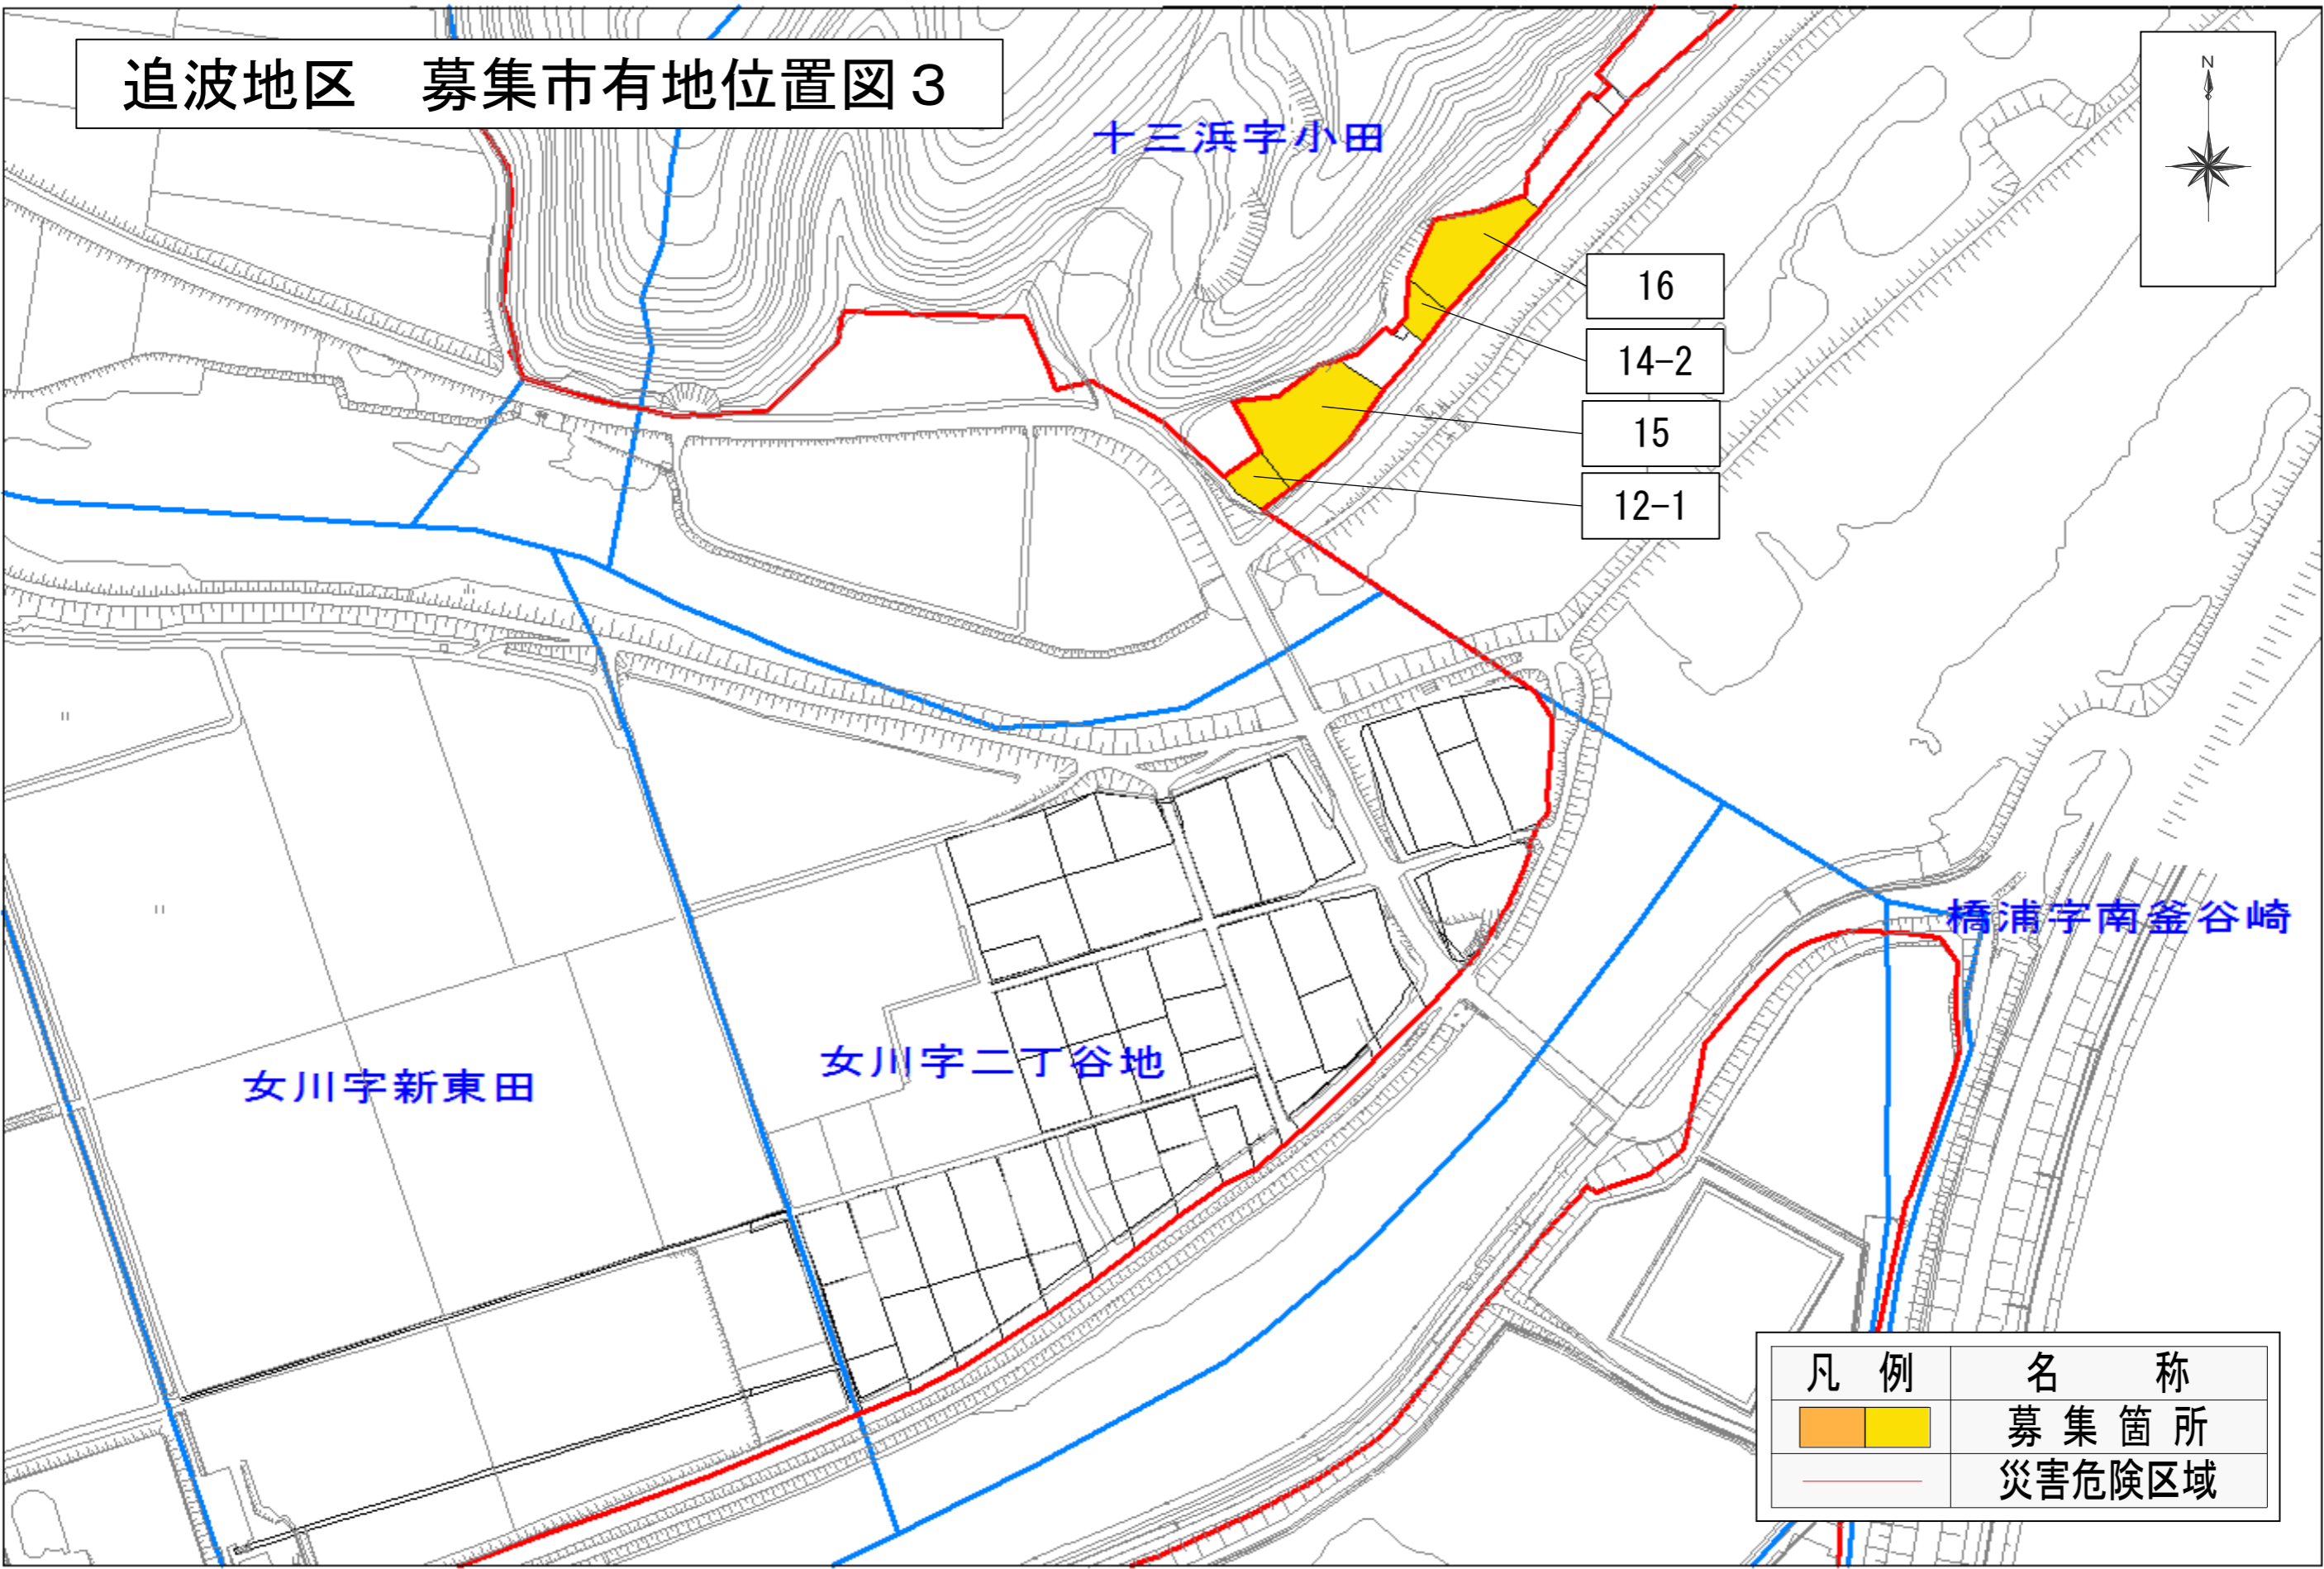 追波地区　募集市有地位置図３
N
十三浜字小田
16
14-2
15
12-1
橋浦字南釜谷崎
女川字二丁谷地
女川字新東田
凡 例　名 称
募 集 箇 所
災害危険区域